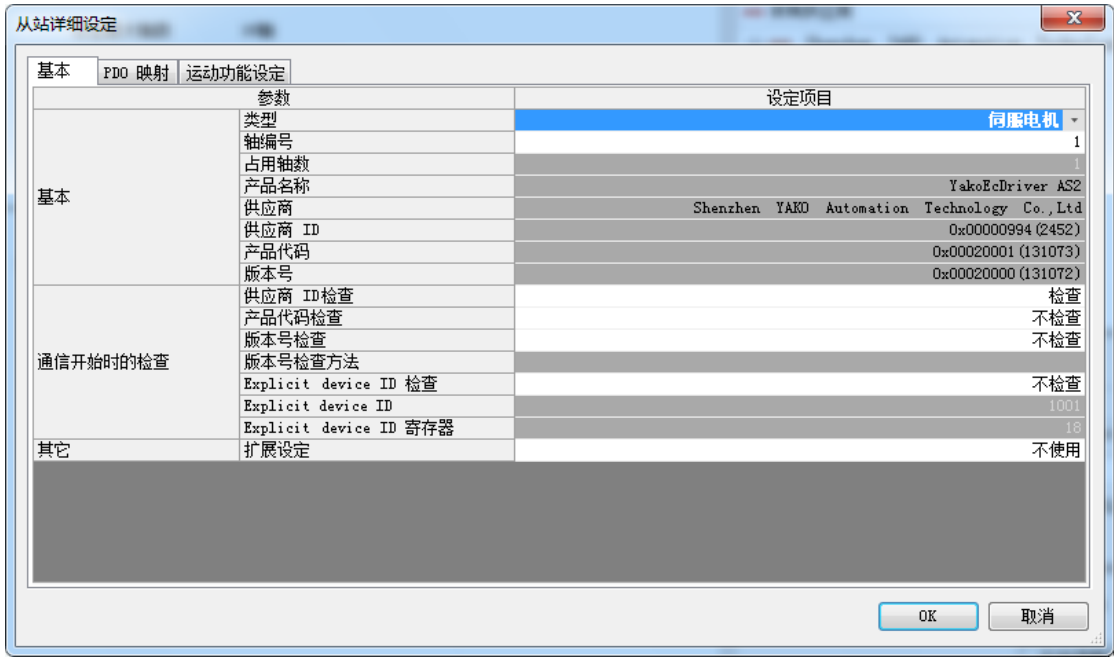 从站详细设定
基本 PDO 映射 运动功能设定
参数 设定项目
基本
类型 伺服电机
轴编号 1
占用轴数 1
产品名称 YakoEcDriver AS2
供应商 Shenzhen YAKO Automation Technology Co.,Ltd
供应商 ID 0x00000994(2452)
产品代码 0x00020001(131073)
版本号 0x00020000(131072)
通信开始时的检查
供应商 ID检查 检查
产品代码检查 不检查
版本号检查 不检查
版本号检查方法
Explicit device ID 检查 不检查
Explicit device ID 1001
Explicit device ID 寄存器 18
其它 扩展设定 不使用
OK 取消